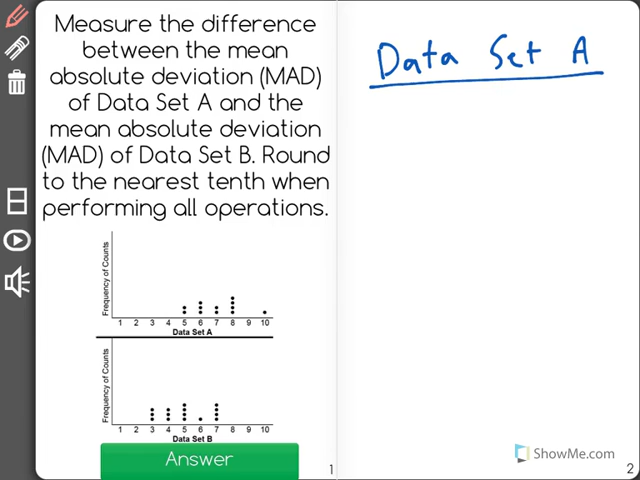 Measure the difference
between the mean
absolute deviation (MAD)
of Data Set A and the
mean absolute deviation
(MAD) of Data Set B. Round
to the nearest tenth when
performing all operations.
Data Set A
Frequency of Counts
1 2 3 4 5 6 7 8 9 10
Data Set A
Frequency of Counts
1 2 3 4 5 6 7 8 9 10
Data Set B
Answer
1
ShowMe.com
2